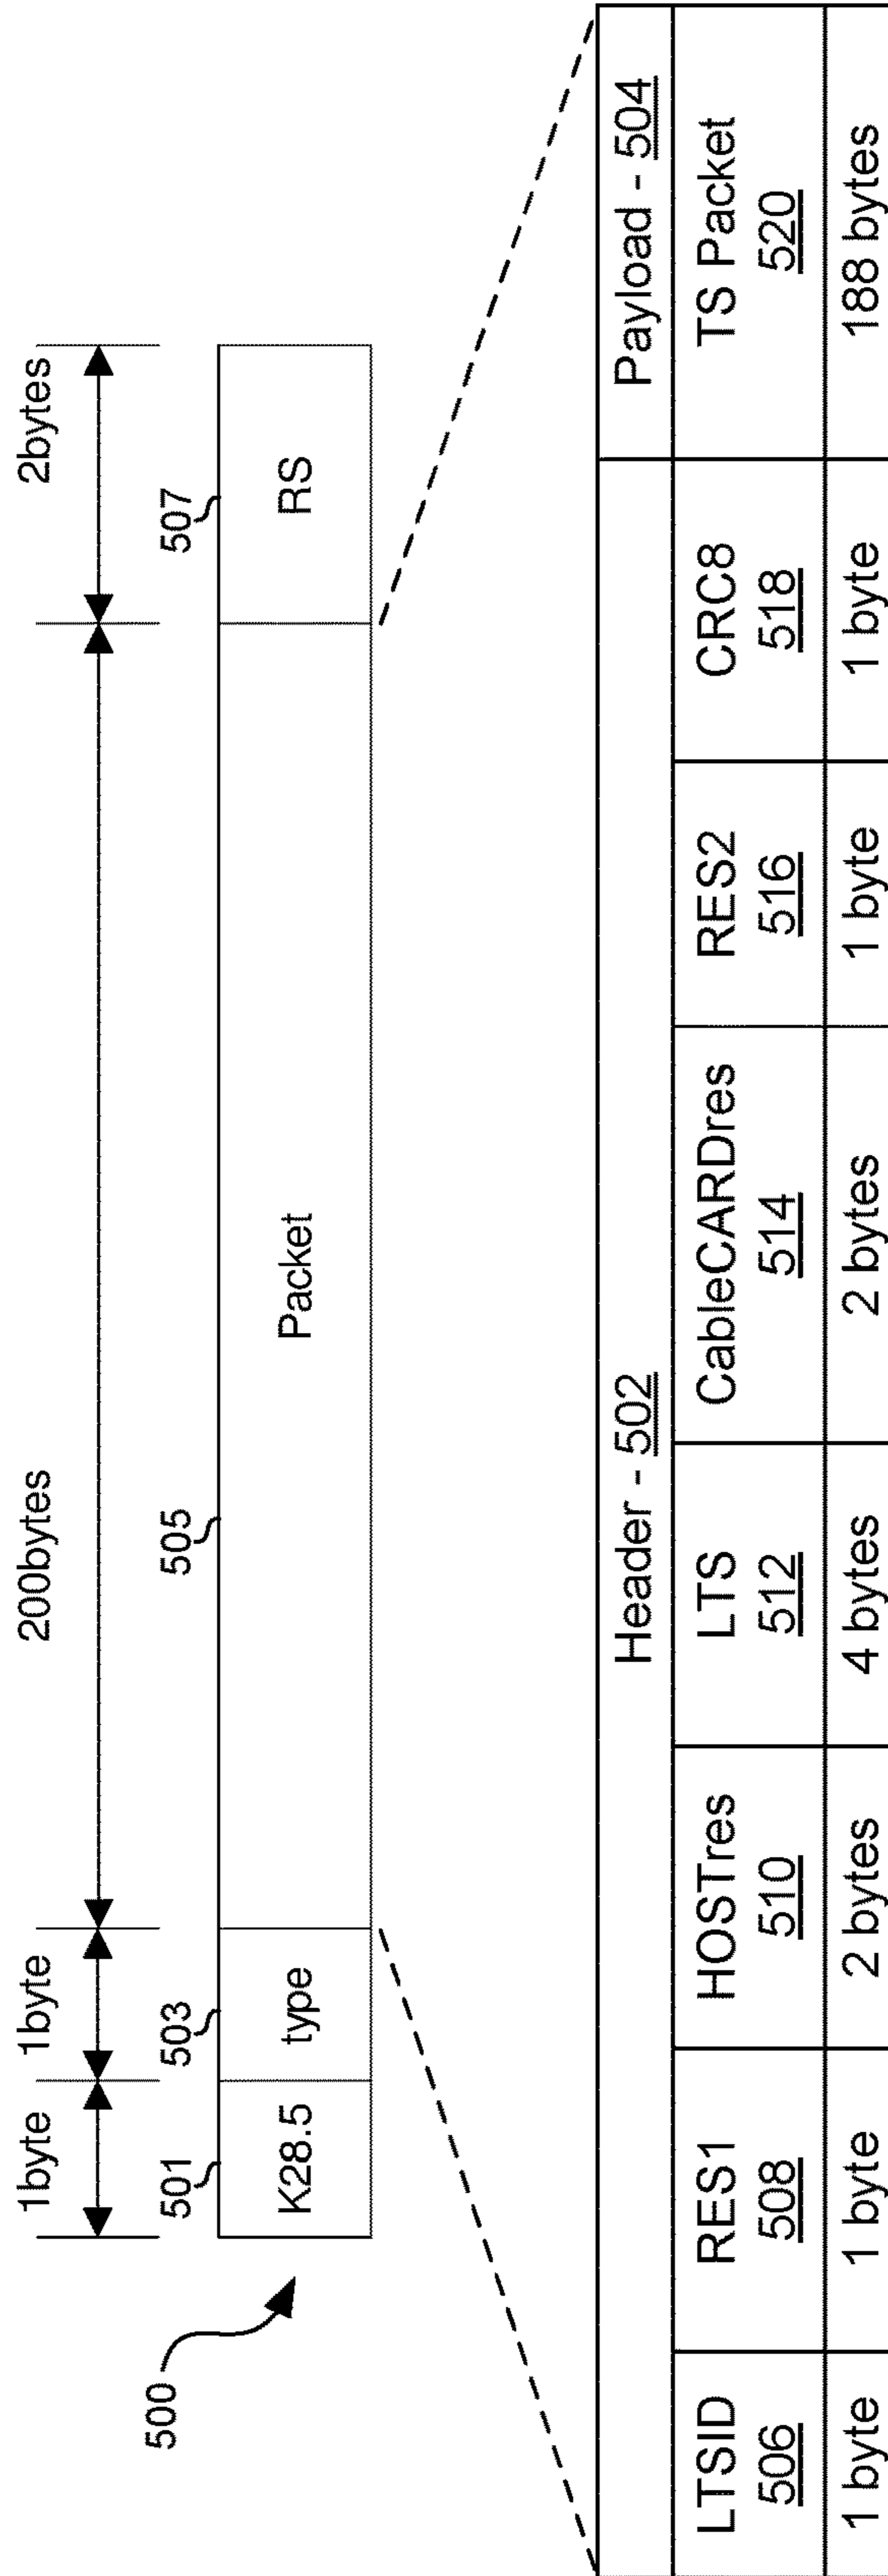 1byte 1byte 200bytes 2bytes
501 503 505 507
500 K28.5 type Packet RS
Header - 502 Payload - 504
LTSID RES1 HOSTres LTS CableCARDres RES2 CRC8 TS Packet
506 508 510 512 514 516 518 520
1 byte 1 byte 2 bytes 4 bytes 2 bytes 1 byte 1 byte 188 bytes